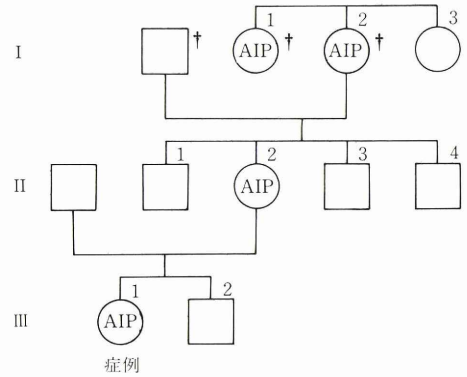 1 2 3
I † AIP † AIP †
1 2 3 4
II AIP
1 2
III AIP
症例